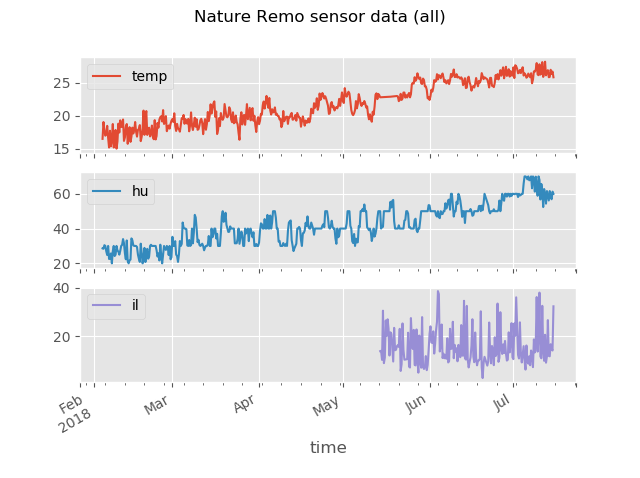 Nature Remo sensor data (all)
temp
25
20
15
hu
60
40
20
il
40
20
Feb
2018
Mar
Apr
May
Jun
Jul
time